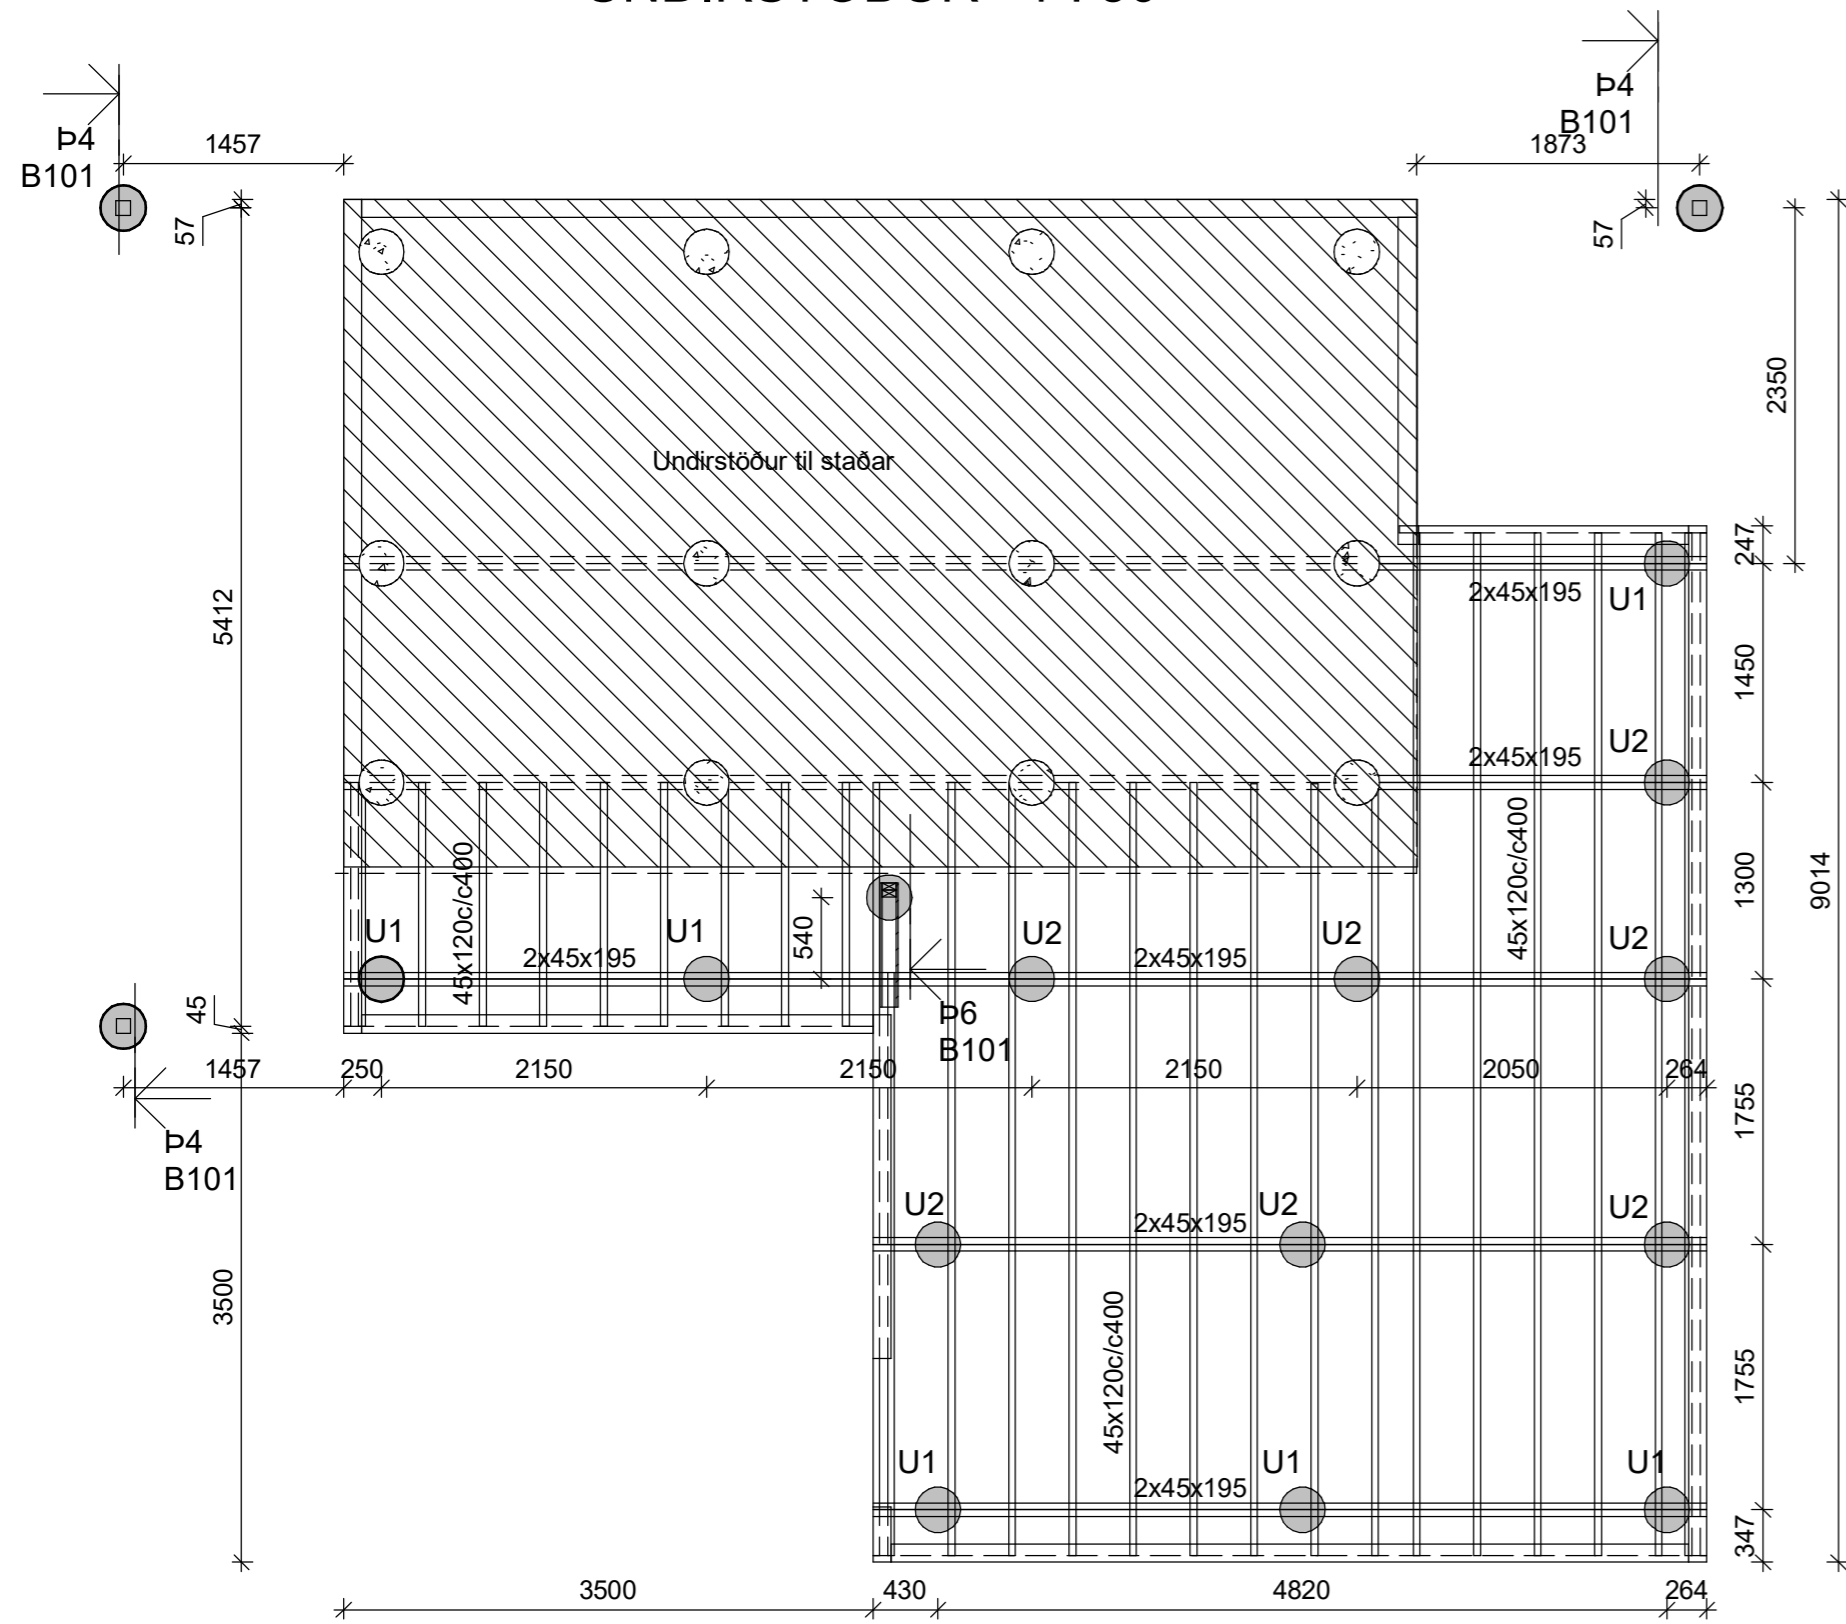 Þ4
B101
Þ4
B101
1457
1873
57
57
2350
Undirstöður til staðar
247
5412
2x45x195
U1
1450
U2
2x45x195
45x120c/c400
45x120c/c400
1300
9014
U1
U1
540
U2
U2
U2
2x45x195
2x45x195
45
Þ6
B101
1457
250
2150
2150
2150
2050
264
1755
Þ4
B101
U2
U2
U2
2x45x195
3500
45x120c/c400
1755
U1
U1
U1
2x45x195
347
3500
430
4820
264